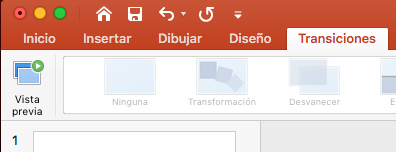 Inicio Insertar Dibujar Diseño Transiciones
Vista previa
Ninguna Transformación Desvanecer
1